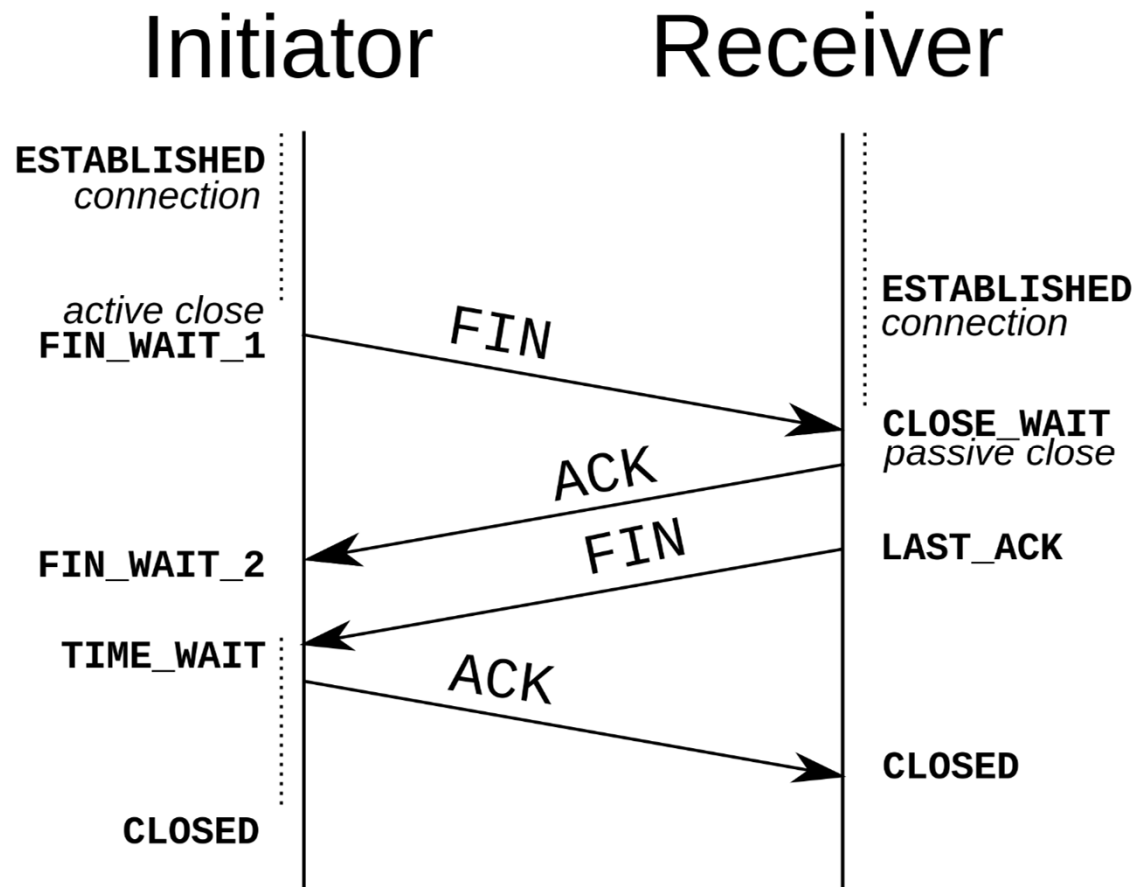 Initiator
Receiver
ESTABLISHED
connection
active close
FIN_WAIT_1
FIN
ESTABLISHED
connection
CLOSE_WAIT
passive close
ACK
FIN_WAIT_2
FIN
LAST_ACK
TIME_WAIT
ACK
CLOSED
CLOSED